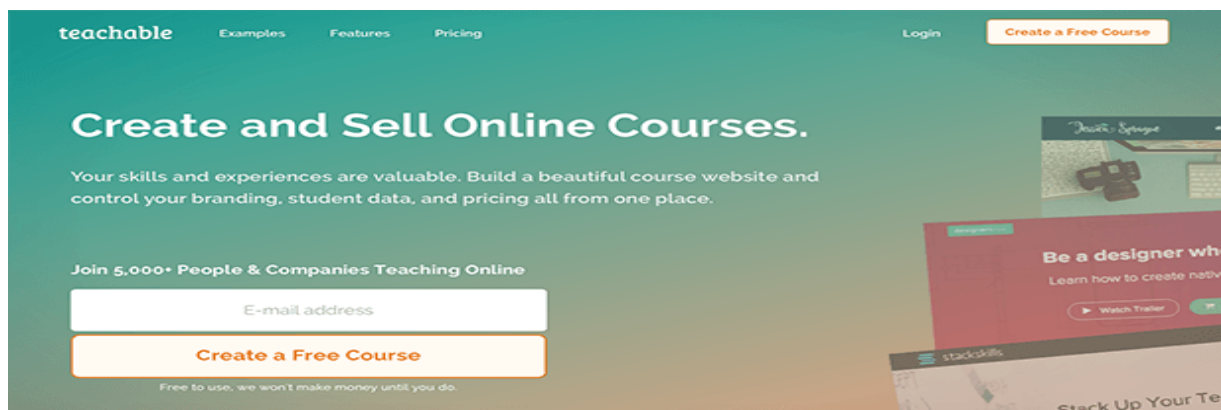 teachable Examples Features Pricing Login Create a Free Course
Create and Sell Online Courses.
Your skills and experiences are valuable. Build a beautiful course website and
control your branding, student data, and pricing all from one place.
Join 5,000+ People & Companies Teaching Online
E-mail address
Create a Free Course
Free to use, we won't make money until you do.
Jessica Sprague
Be a designer
Learn how to create
Watch Trailer
stackskills
Stack Up Your